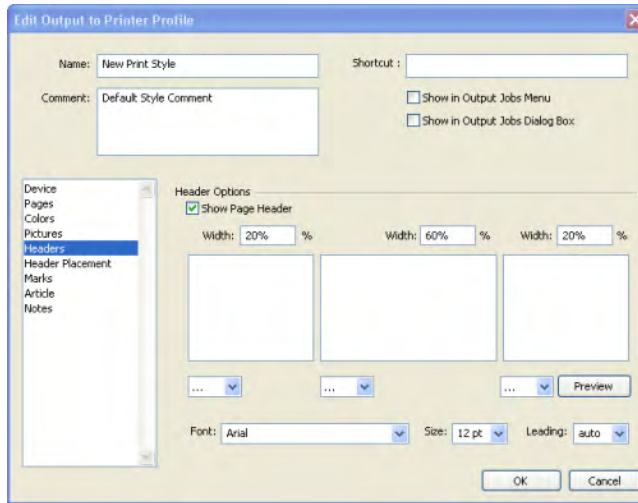 Edit Output to Printer Profile
Name: New Print Style
Shortcut :
Comment: Default Style Comment
Show in Output Jobs Menu
Show in Output Jobs Dialog Box
Device
Pages
Colors
Pictures
Headers
Header Placement
Marks
Article
Notes
Header Options
Show Page Header
Width: 20% % Width: 60% % Width: 20% %
... ... ... Preview
Font: Arial Size: 12 pt Leading: auto
OK Cancel